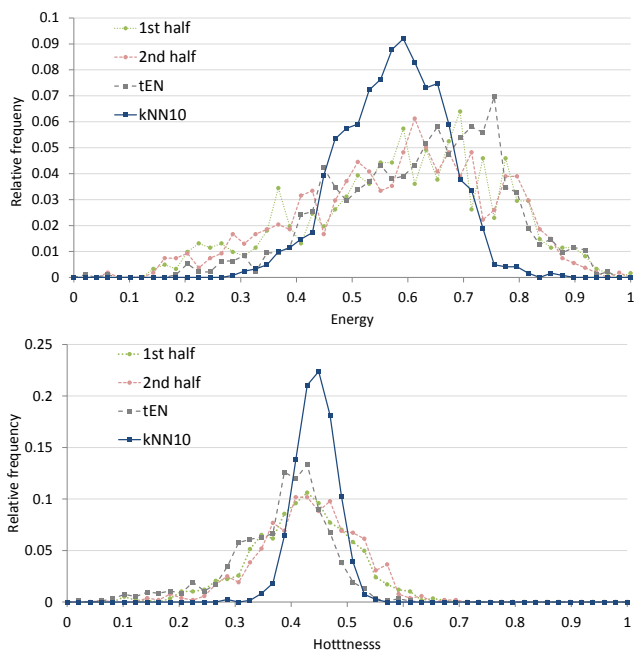 0.1
0.09
0.08
0.07
0.06
0.05
0.04
0.03
0.02
0.01
0
Relative frequeny
1st half
2nd half
tEN
kNN10
0 0.1 0.2 0.3 0.4 0.5 0.6 0.7 0.8 0.9 1
Energy
0.25
0.2
0.15
0.1
0.05
0
Relative frequency
1st half
2nd half
tEN
kNN10
0 0.1 0.2 0.3 0.4 0.5 0.6 0.7 0.8 0.9 1
Hotttnesss